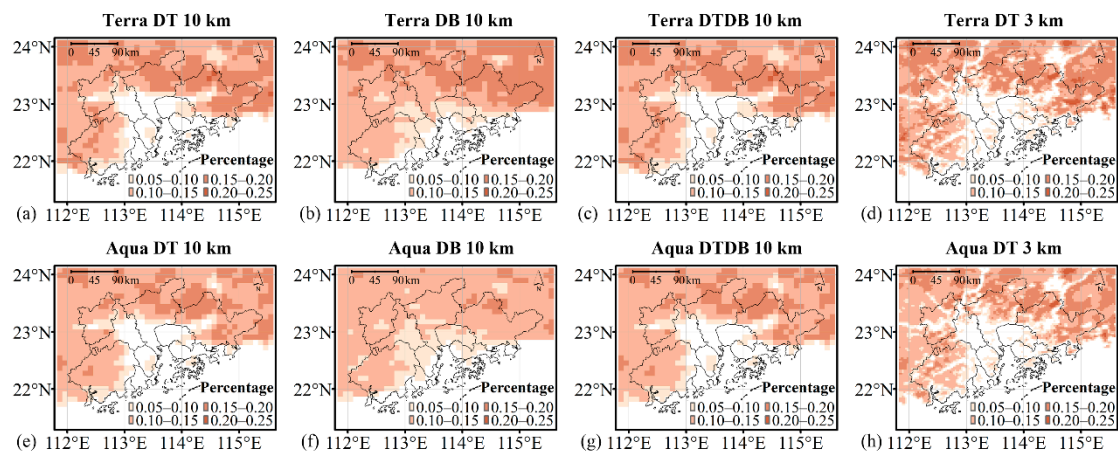 Terra DT 10 km
Terra DB 10 km
Terra DTDB 10 km
Terra DT 3 km
24°N
23°N
22°N
0 45 90km
N
Percentage
0.05–0.10 0.15–0.20
0.10–0.15 0.20–0.25
(a)
112°E 113°E 114°E 115°E
24°N
23°N
22°N
0 45 90km
N
Percentage
0.05–0.10 0.15–0.20
0.10–0.15 0.20–0.25
(b)
112°E 113°E 114°E 115°E
24°N
23°N
22°N
0 45 90km
N
Percentage
0.05–0.10 0.15–0.20
0.10–0.15 0.20–0.25
(c)
112°E 113°E 114°E 115°E
24°N
23°N
22°N
0 45 90km
N
Percentage
0.05–0.10 0.15–0.20
0.10–0.15 0.20–0.25
(d)
112°E 113°E 114°E 115°E
Aqua DT 10 km
Aqua DB 10 km
Aqua DTDB 10 km
Aqua DT 3 km
24°N
23°N
22°N
0 45 90km
N
Percentage
0.05–0.10 0.15–0.20
0.10–0.15 0.20–0.25
(e)
112°E 113°E 114°E 115°E
24°N
23°N
22°N
0 45 90km
N
Percentage
0.05–0.10 0.15–0.20
0.10–0.15 0.20–0.25
(f)
112°E 113°E 114°E 115°E
24°N
23°N
22°N
0 45 90km
N
Percentage
0.05–0.10 0.15–0.20
0.10–0.15 0.20–0.25
(g)
112°E 113°E 114°E 115°E
24°N
23°N
22°N
0 45 90km
N
Percentage
0.05–0.10 0.15–0.20
0.10–0.15 0.20–0.25
(h)
112°E 113°E 114°E 115°E